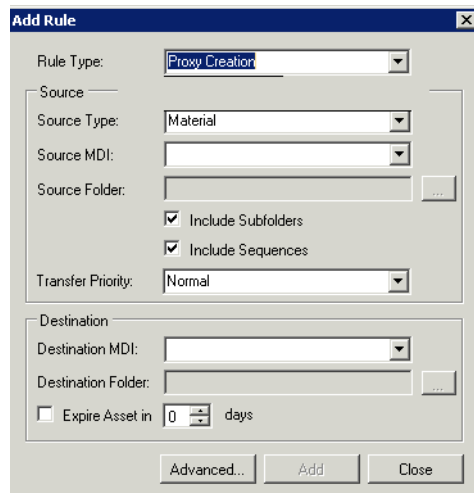 Add Rule
Rule Type: Proxy Creation
Source
Source Type: Material
Source MDI:
Source Folder: ...
Include Subfolders
Include Sequences
Transfer Priority: Normal
Destination
Destination MDI:
Destination Folder: ...
Expire Asset in 0 days
Advanced... Add Close